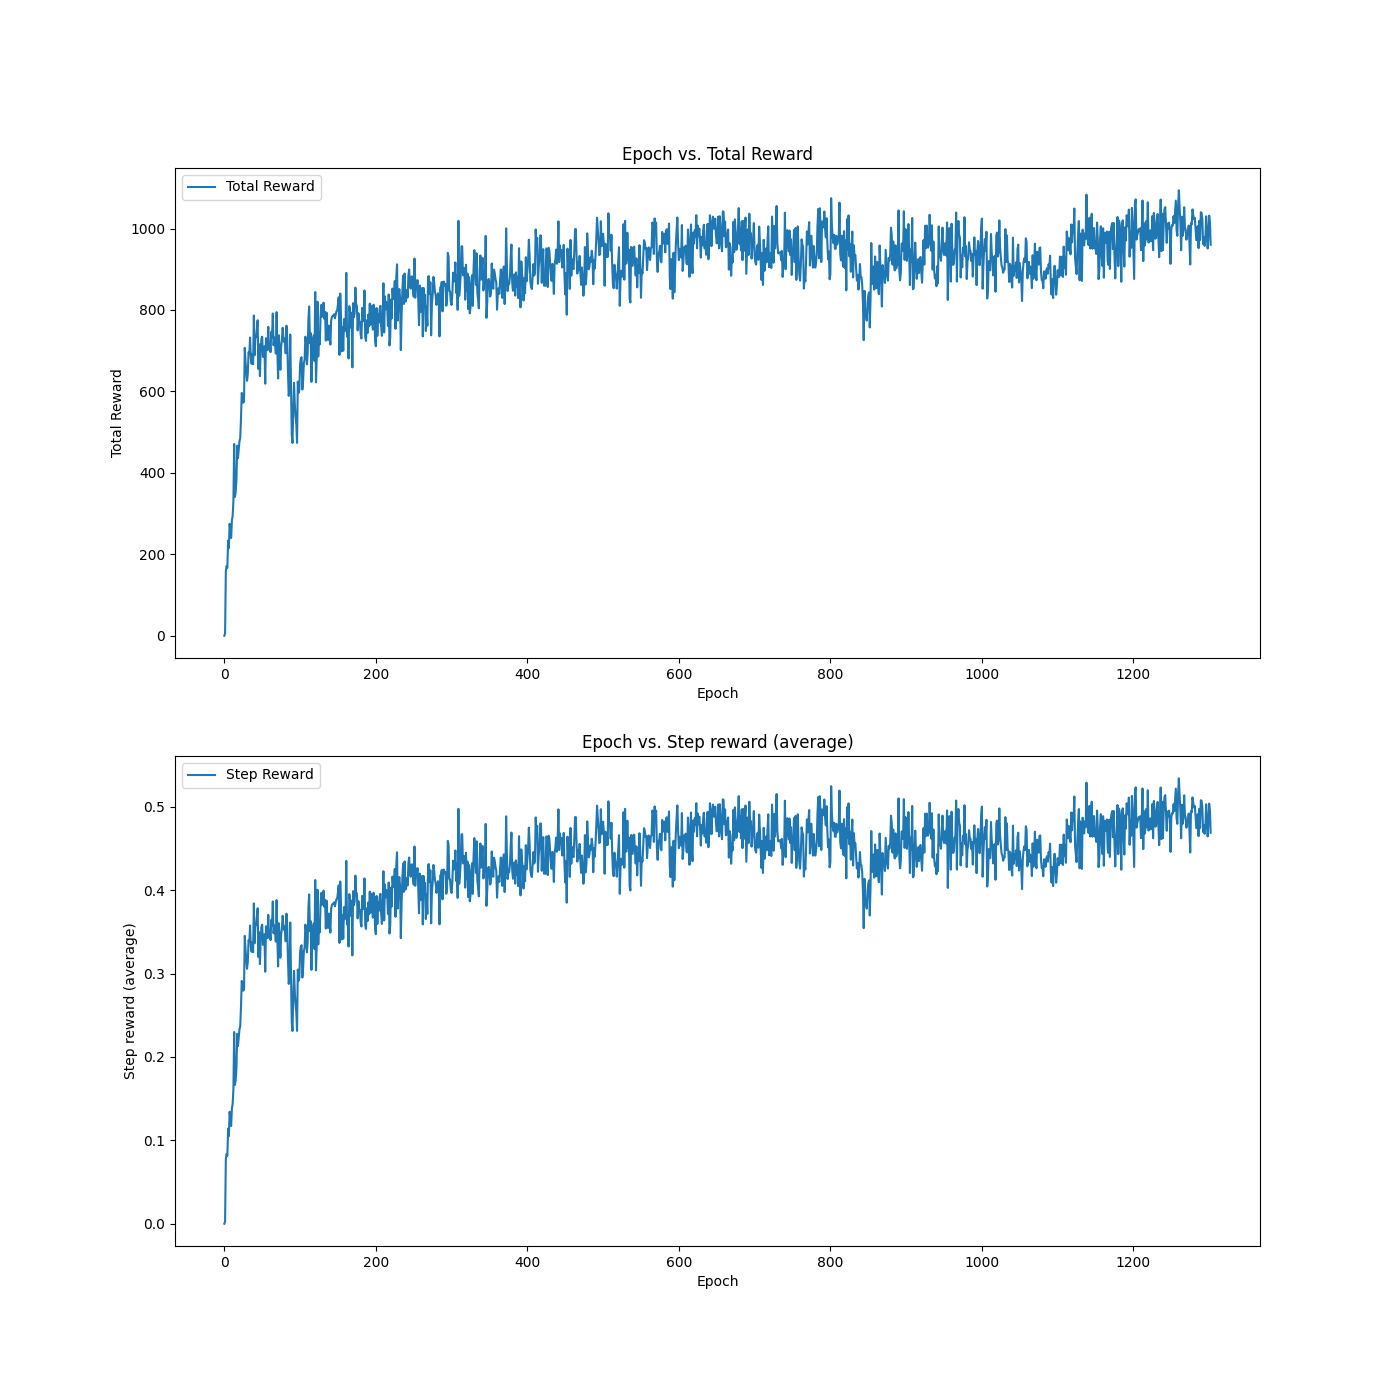 Epoch vs. Total Reward
Total Reward
1000
800
600
400
200
0
Total Reward
0 200 400 600 800 1000 1200
Epoch
Epoch vs. Step reward (average)
Step Reward
0.5
0.4
0.3
0.2
0.1
0.0
Step reward (average)
0 200 400 600 800 1000 1200
Epoch